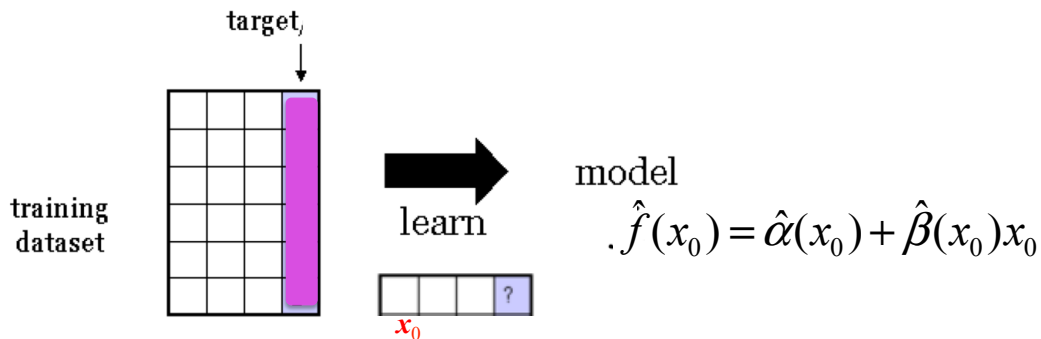 target,
training
dataset
learn
?
x₀
model
. f̂(x₀) = α̂(x₀) + β̂(x₀)x₀